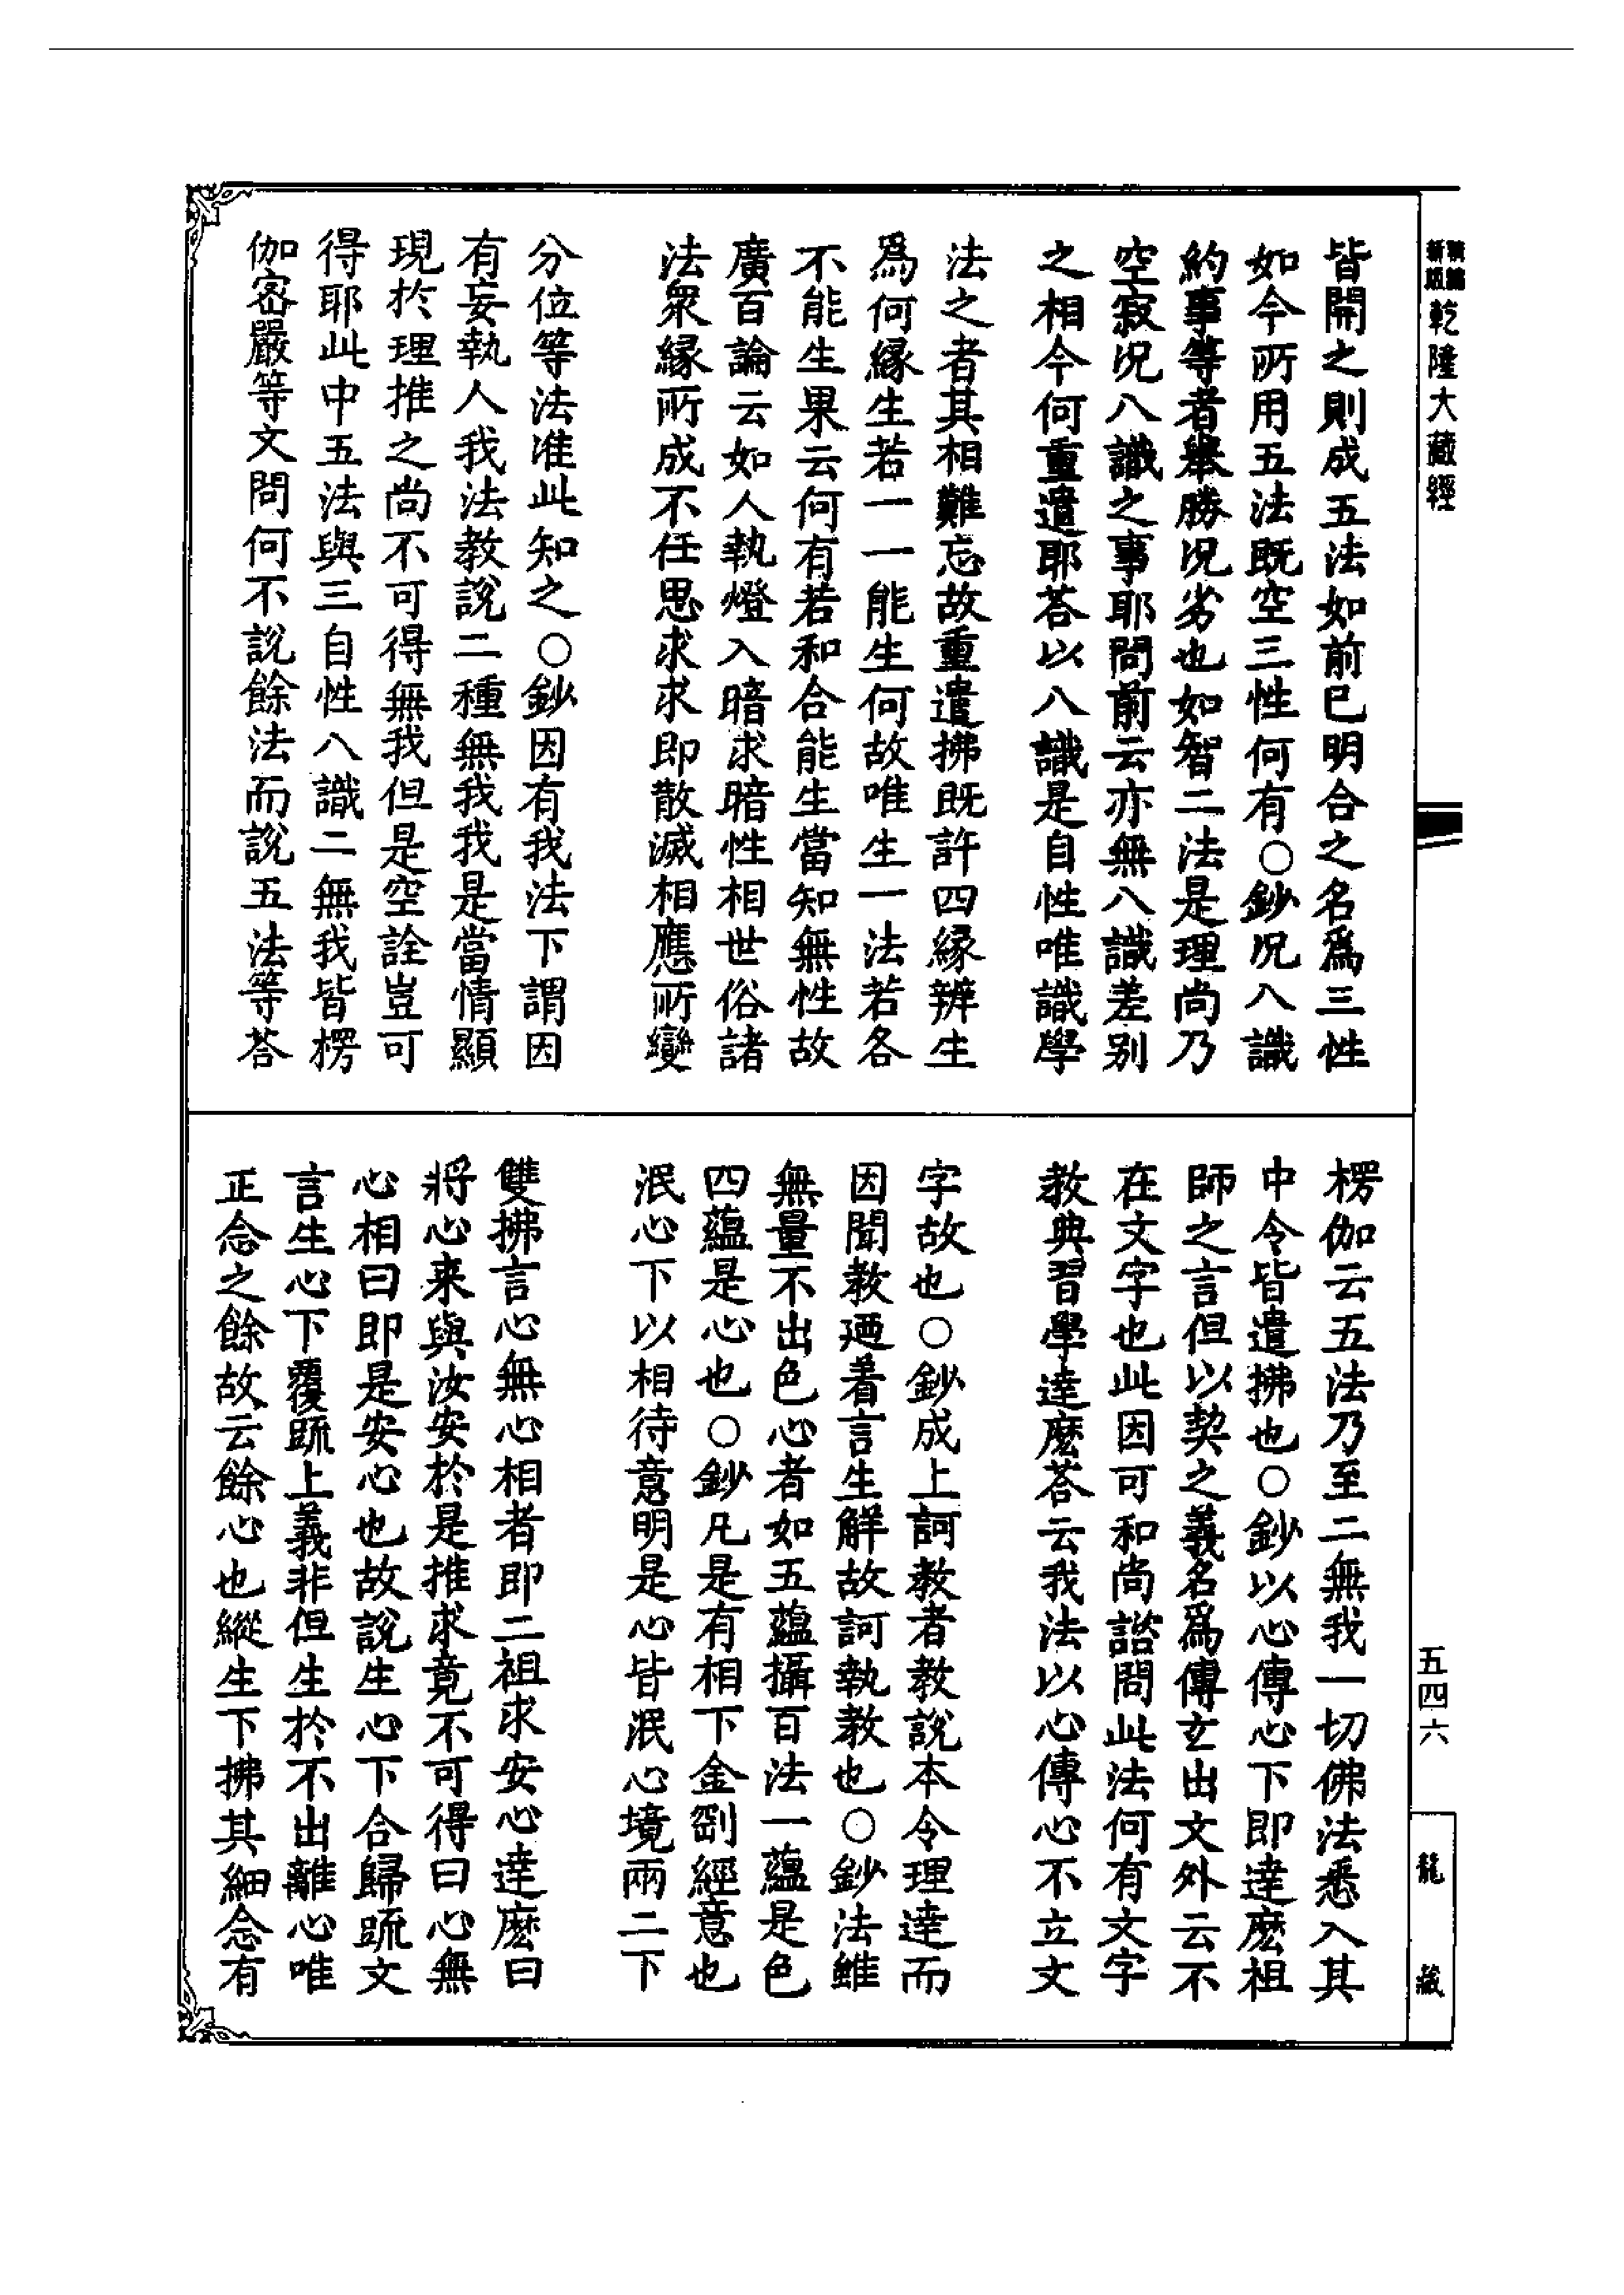 新編縮版乾隆大藏經
皆開之則成五法如前已明合之名爲三性
如今所用五法既空三性何有○鈔况八識
約事等者舉勝况劣也如智二法是理尚乃
空寂况八識之事耶問前云亦無八識差别
之相今何重遣耶荅以八識是自性唯識學
法之者其相難忘故重遣拂既許四緣辨生
爲何緣生若一一能生何故唯生一法若各
不能生果云何有若和合能生當知無性故
廣百論云如人執燈入暗求暗性相世俗諸
法衆緣所成不任思求求即散滅相應所變
分位等法准此知之○鈔因有我法下謂因
有妄執人我法教說二種無我我是當情顯
現於理推之尚不可得無我但是空詮豈可
得耶此中五法與三自性八識二無我皆楞
伽密嚴等文問何不說餘法而說五法等荅
楞伽云五法乃至二無我一切佛法悉入其
中令皆遣拂也○鈔以心傳心下即達麽祖
師之言但以契之義名爲傳玄出文外云不
在文字也此因可和尚諮問此法何有文字
教典習學達麽荅云我法以心傳心不立文
字故也○鈔成上訶教者教說本令理達而
因聞教廼着言生解故訶執教也○鈔法雖
無量不出色心者如五蘊攝百法一蘊是色
四蘊是心也○鈔凡是有相下金剛經意也
泯心下以相待意明是心皆泯心境兩二下
雙拂言心無心相者即二祖求安心達麽曰
將心来與汝安於是推求竟不可得曰心無
心相曰即是安心也故說生心下合歸䟽文
言生心下覆䟽上義非但生於不出離心唯
正念之餘故云餘心也縱生下拂其細念有
五四六
龍藏